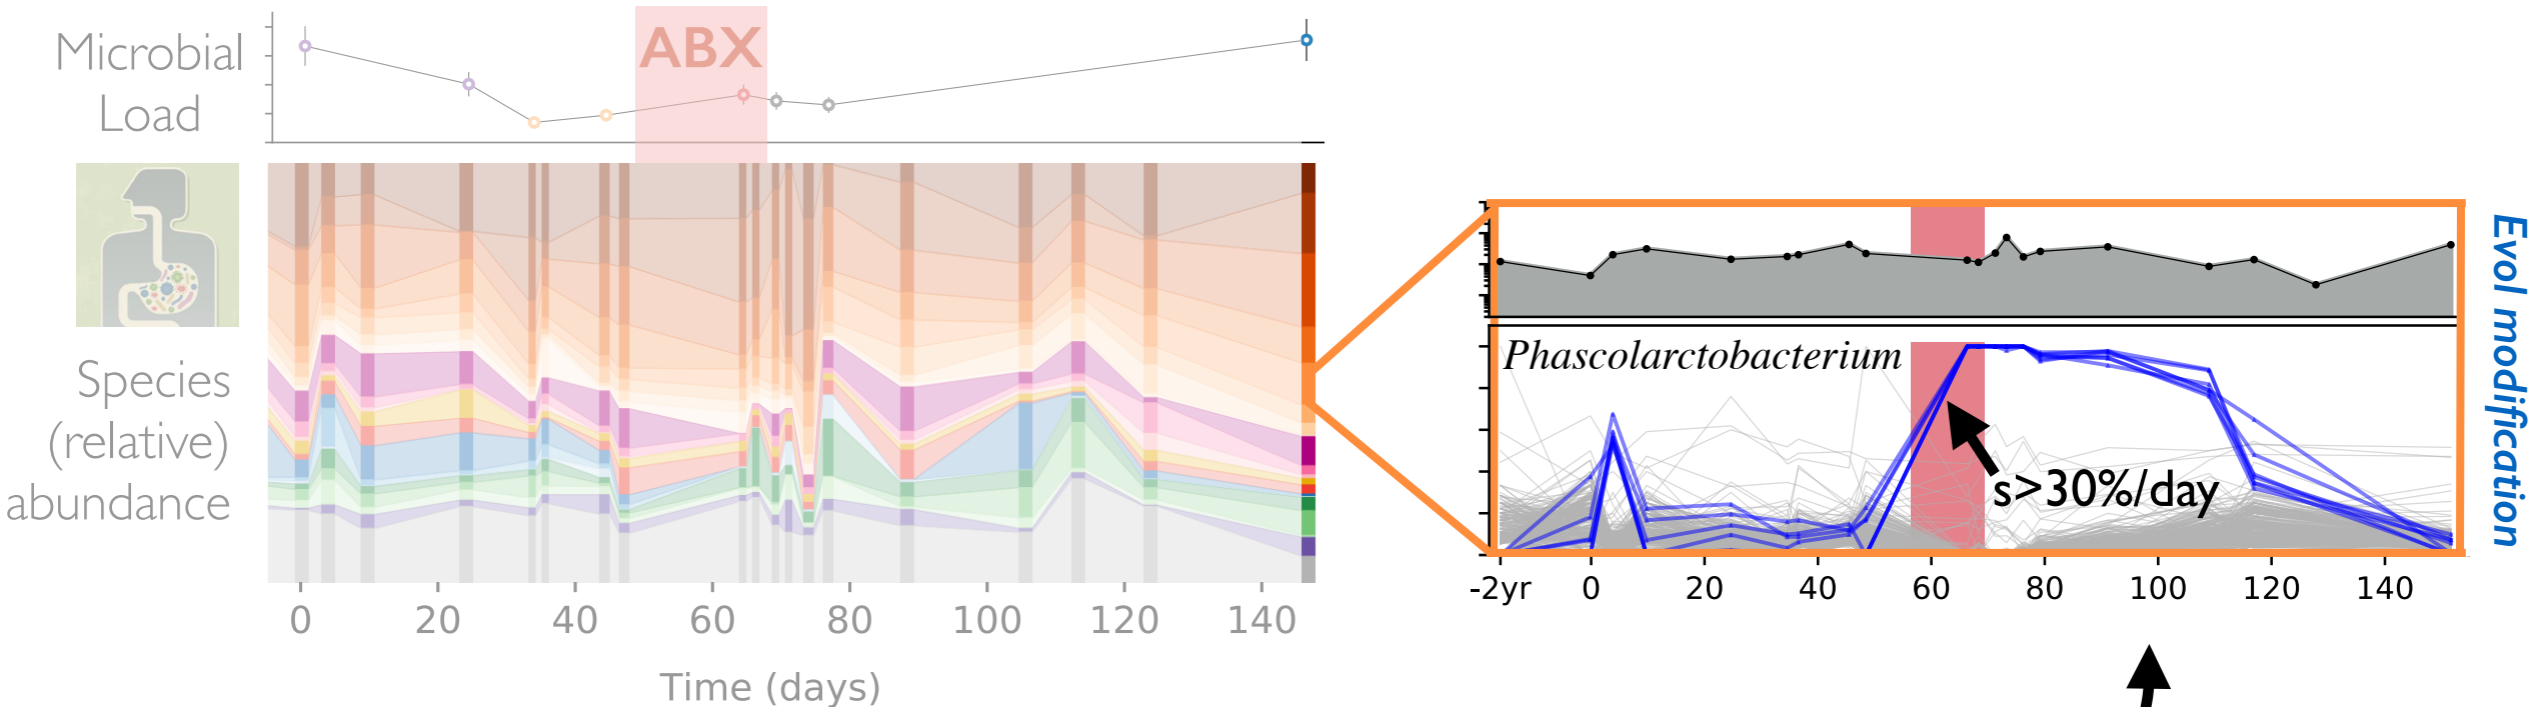 Microbial
Load
ABX
Species
(relative)
abundance
0 20 40 60 80 100 120 140
Time (days)
Phascolarctobacterium
s>30%/day
-2yr 0 20 40 60 80 100 120 140
Evol modification